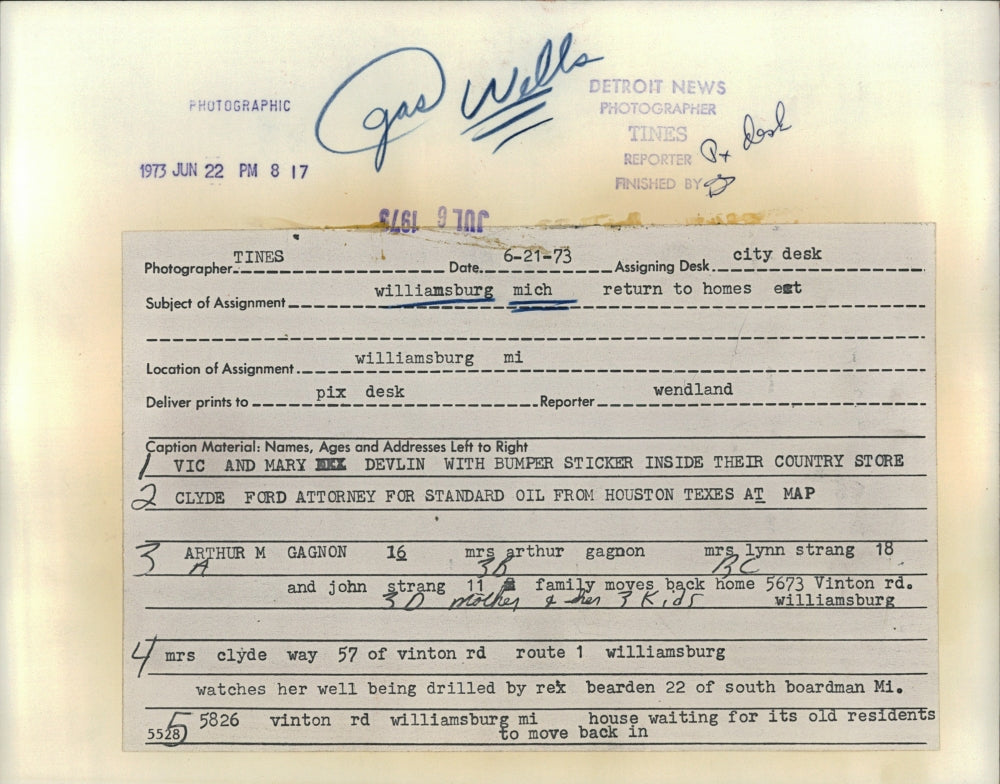 gas Wells
PHOTOGRAPHIC
1973 JUN 22 PM 8 17
DETROIT NEWS
PHOTOGRAPHER
TINES
REPORTER Px desk
FINISHED BY
JUL 6 1973
Photographer TINES Date 6-21-73 Assigning Desk city desk
Subject of Assignment williamsburg mich return to homes ect
Location of Assignment williamsburg mi
Deliver prints to pix desk Reporter wendland
Caption Material: Names, Ages and Addresses Left to Right
1 VIC AND MARY DEVLIN WITH BUMPER STICKER INSIDE THEIR COUNTRY STORE
2 CLYDE FORD ATTORNEY FOR STANDARD OIL FROM HOUSTON TEXES AT MAP
3 ARTHUR M GAGNON 16 mrs arthur gagnon mrs lynn strang 18
A 3B 3C
and john strang 11 family moves back home 5673 Vinton rd.
3D mother & her 3 Kids williamsburg
4 mrs clyde way 57 of vinton rd route 1 williamsburg
watches her well being drilled by rex bearden 22 of south boardman Mi.
5 5826 vinton rd williamsburg mi house waiting for its old residents
5528 to move back in